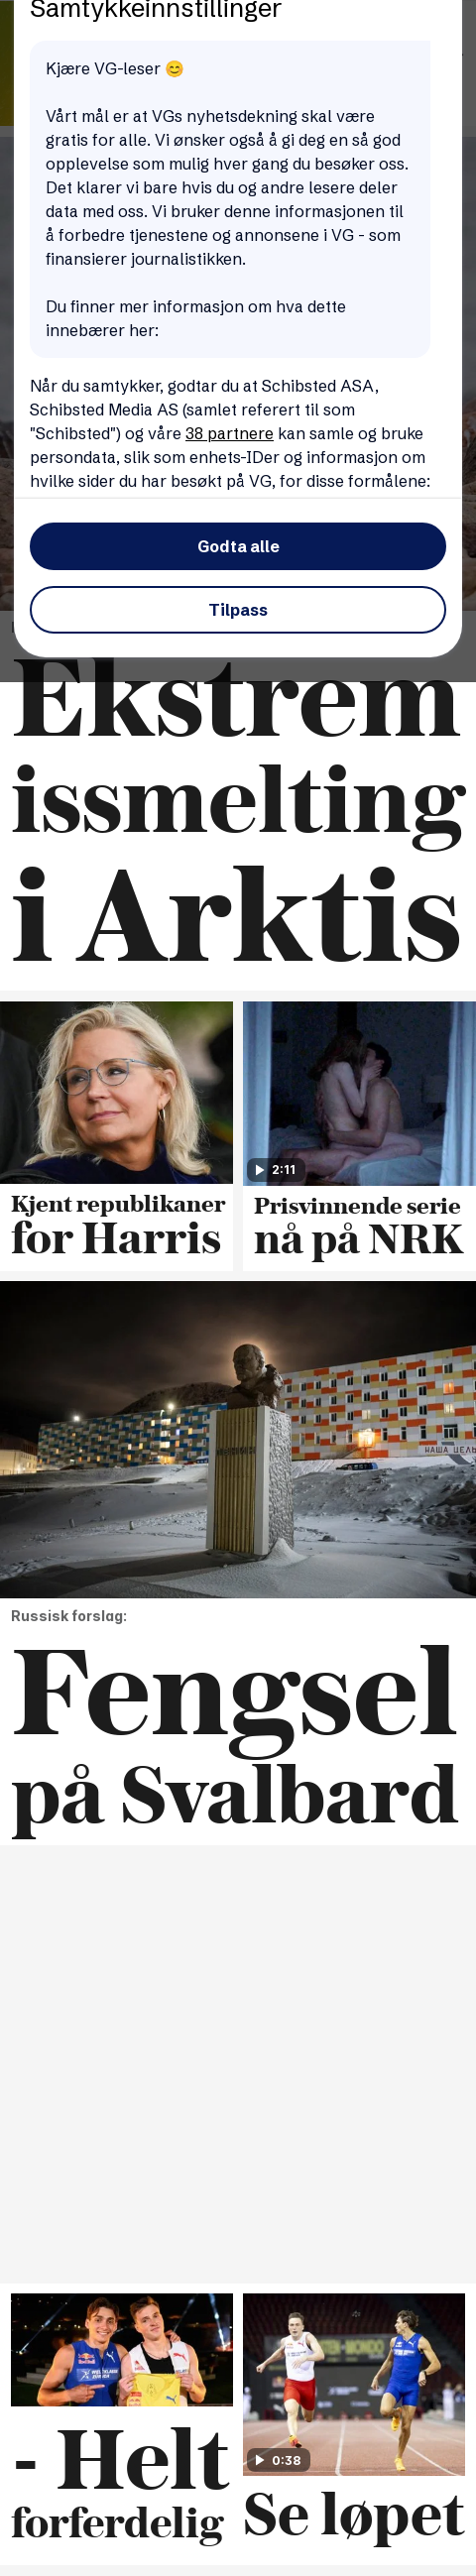 Samtykkeinnstillinger
Kjære VG-leser 😊
Vårt mål er at VGs nyhetsdekning skal være
gratis for alle. Vi ønsker også å gi deg en så god
opplevelse som mulig hver gang du besøker oss.
Det klarer vi bare hvis du og andre lesere deler
data med oss. Vi bruker denne informasjonen til
å forbedre tjenestene og annonsene i VG - som
finansierer journalistikken.
Du finner mer informasjon om hva dette
innebærer her:
Når du samtykker, godtar du at Schibsted ASA,
Schibsted Media AS (samlet referert til som
"Schibsted") og våre 38 partnere kan samle og bruke
persondata, slik som enhets-IDer og informasjon om
hvilke sider du har besøkt på VG, for disse formålene:
Godta alle
Tilpass
Ekstrem
issmelting
i Arktis
2:11
Kjent republikaner
for Harris
Prisvinnende serie
nå på NRK
НАША ЦЕЛЬ
Russisk forslag:
Fengsel
på Svalbard
0:38
- Helt
forferdelig
Se løpet